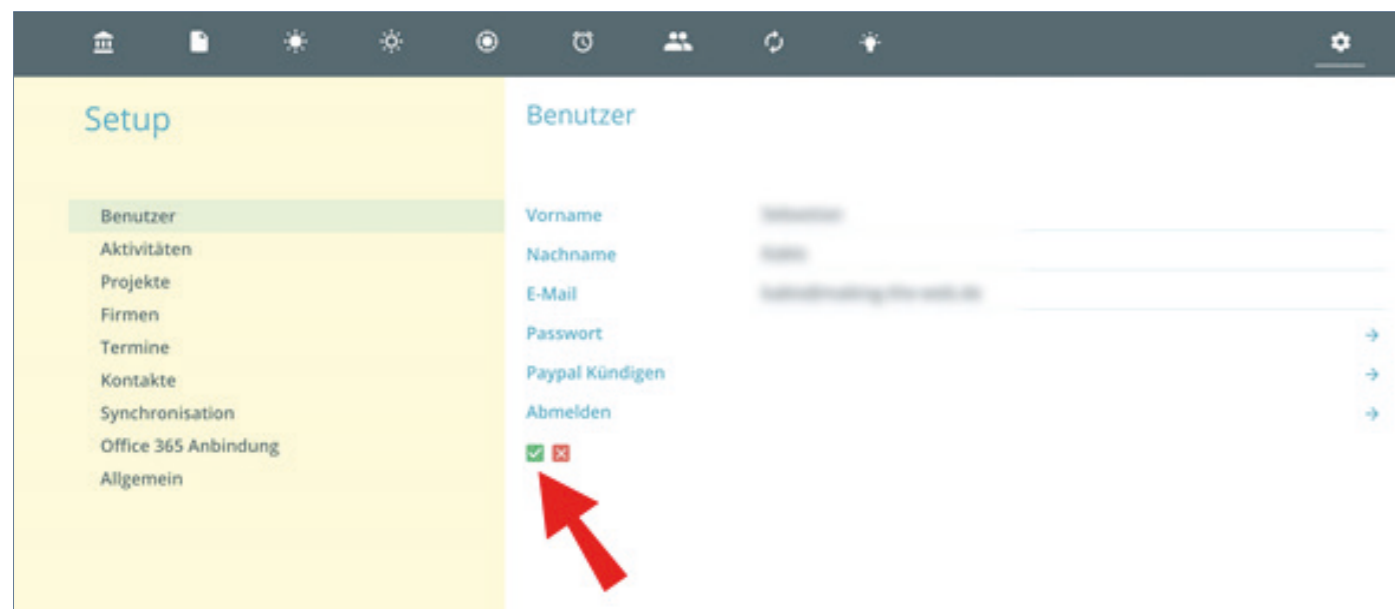 Setup
Benutzer
Aktivitäten
Projekte
Firmen
Termine
Kontakte
Synchronisation
Office 365 Anbindung
Allgemein
Benutzer
Vorname
Nachname
E-Mail
Passwort
Paypal Kündigen
Abmelden